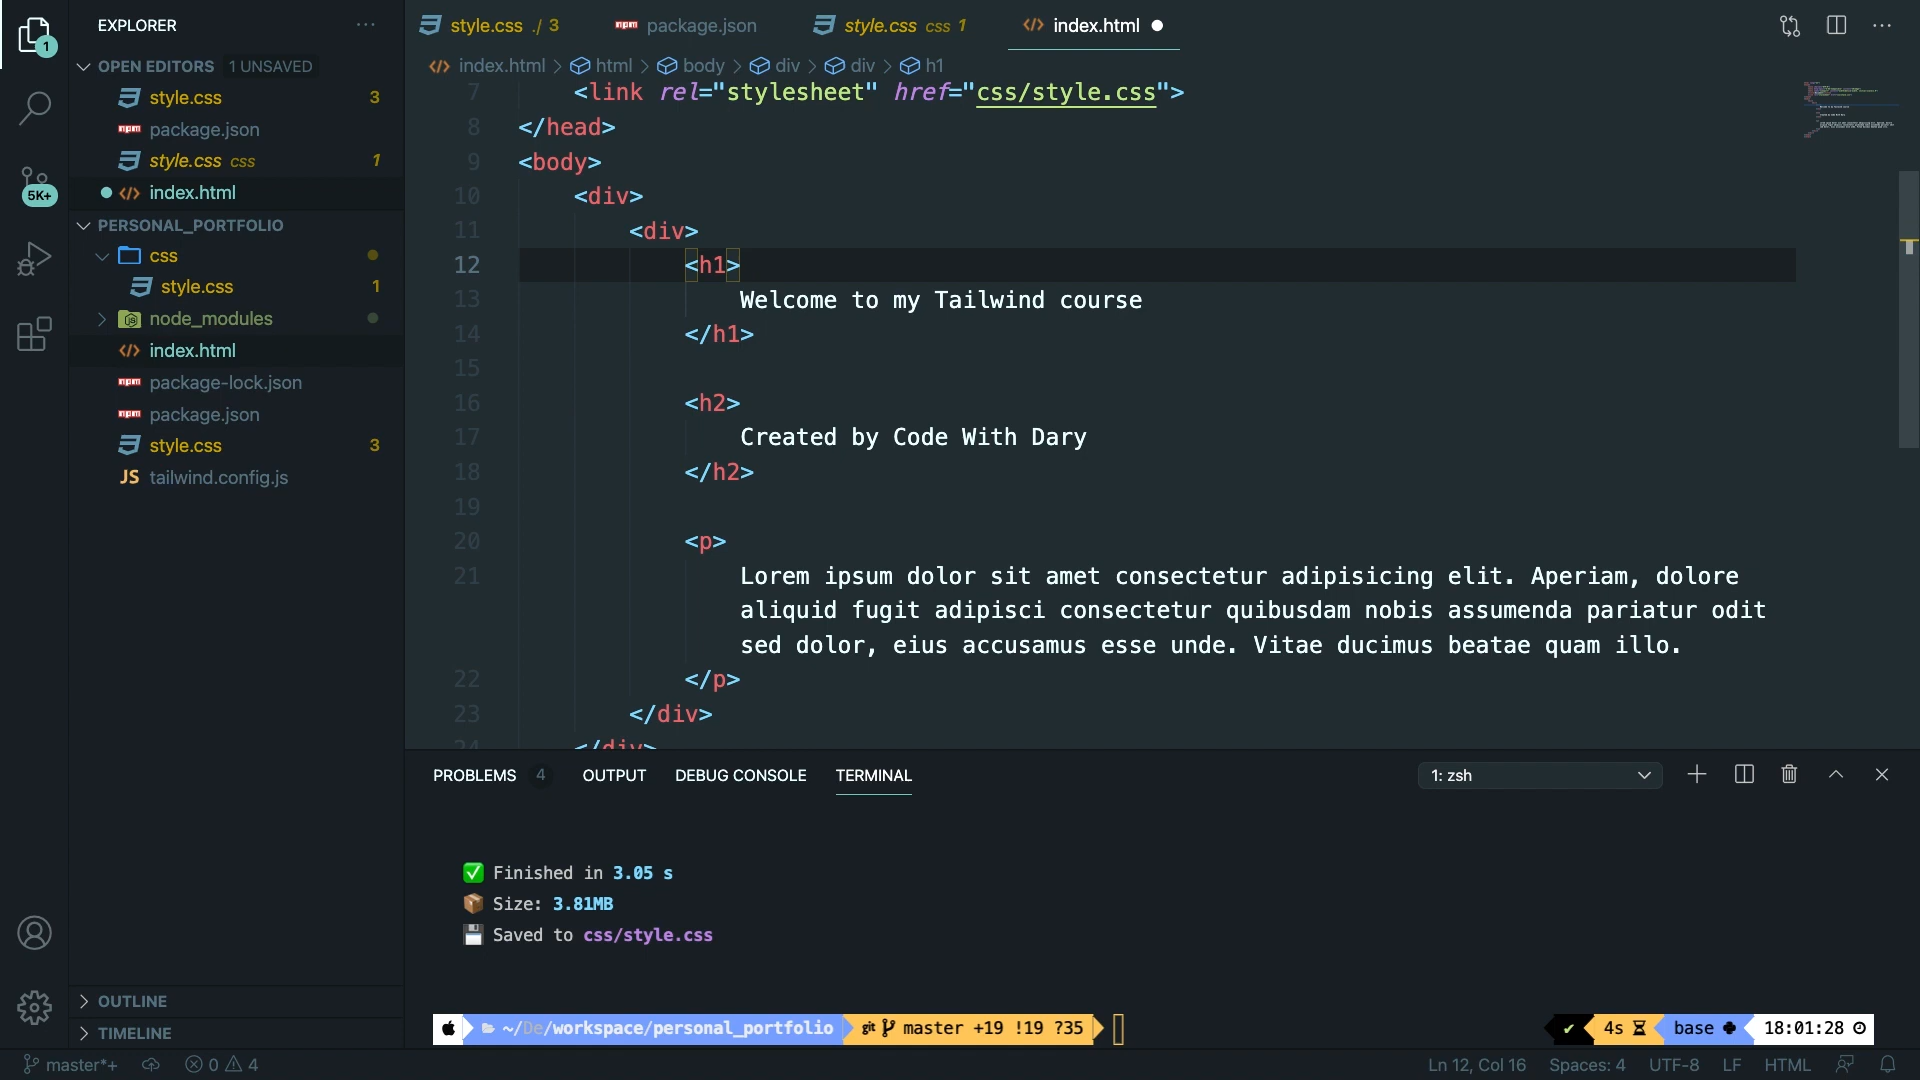 EXPLORER
OPEN EDITORS 1 UNSAVED
style.css 3
package.json
style.css css 1
index.html
PERSONAL_PORTFOLIO
css
style.css 1
node_modules
index.html
package-lock.json
package.json
style.css 3
JS tailwind.config.js
OUTLINE
TIMELINE
1
5K+
style.css ./ 3
npm package.json
style.css css 1
index.html
index.html > html > body > div > div > h1
7 <link rel="stylesheet" href="css/style.css">
8 </head>
9 <body>
10 <div>
11 <div>
12 <h1>
13 Welcome to my Tailwind course
14 </h1>
15
16 <h2>
17 Created by Code With Dary
18 </h2>
19
20 <p>
21 Lorem ipsum dolor sit amet consectetur adipisicing elit. Aperiam, dolore
aliquid fugit adipisci consectetur quibusdam nobis assumenda pariatur odit
sed dolor, eius accusamus esse unde. Vitae ducimus beatae quam illo.
22 </p>
23 </div>
24 </div>
PROBLEMS 4 OUTPUT DEBUG CONSOLE TERMINAL 1: zsh
Finished in 3.05 s
Size: 3.81MB
Saved to css/style.css
~/De/workspace/personal_portfolio git master +19 !19 ?35 4s base 18:01:28
master*+ 0 4 Ln 12, Col 16 Spaces: 4 UTF-8 LF HTML